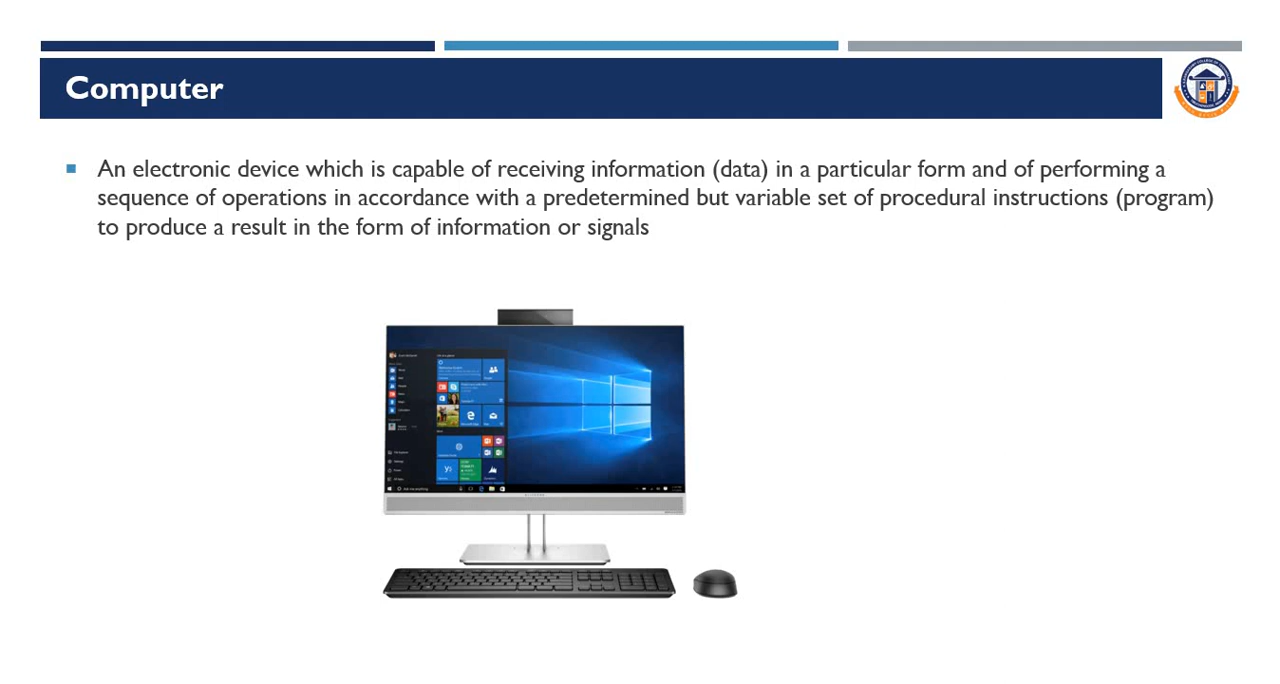 Computer
An electronic device which is capable of receiving information (data) in a particular form and of performing a
sequence of operations in accordance with a predetermined but variable set of procedural instructions (program)
to produce a result in the form of information or signals